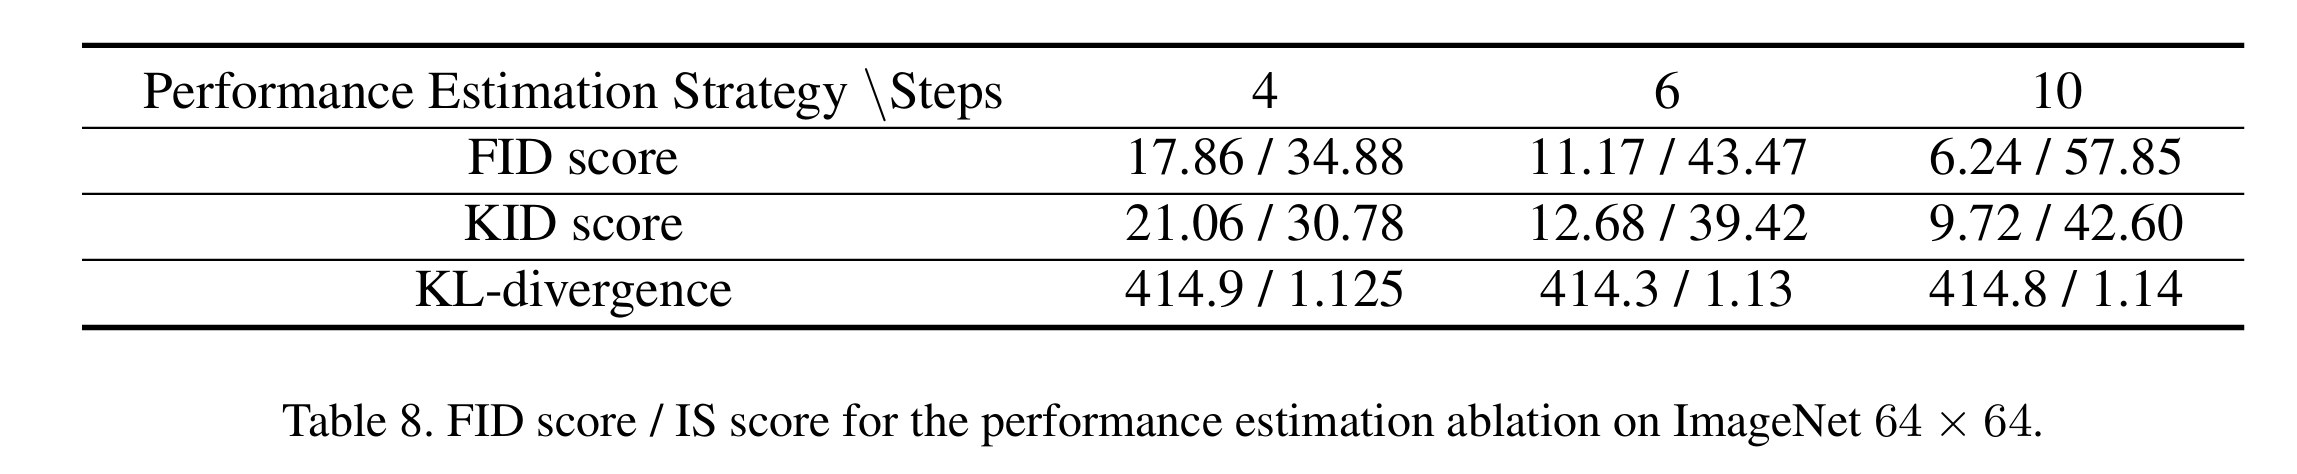 Performance Estimation Strategy \Steps 4 6 10
FID score 17.86 / 34.88 11.17 / 43.47 6.24 / 57.85
KID score 21.06 / 30.78 12.68 / 39.42 9.72 / 42.60
KL-divergence 414.9 / 1.125 414.3 / 1.13 414.8 / 1.14
Table 8. FID score / IS score for the performance estimation ablation on ImageNet 64 × 64.